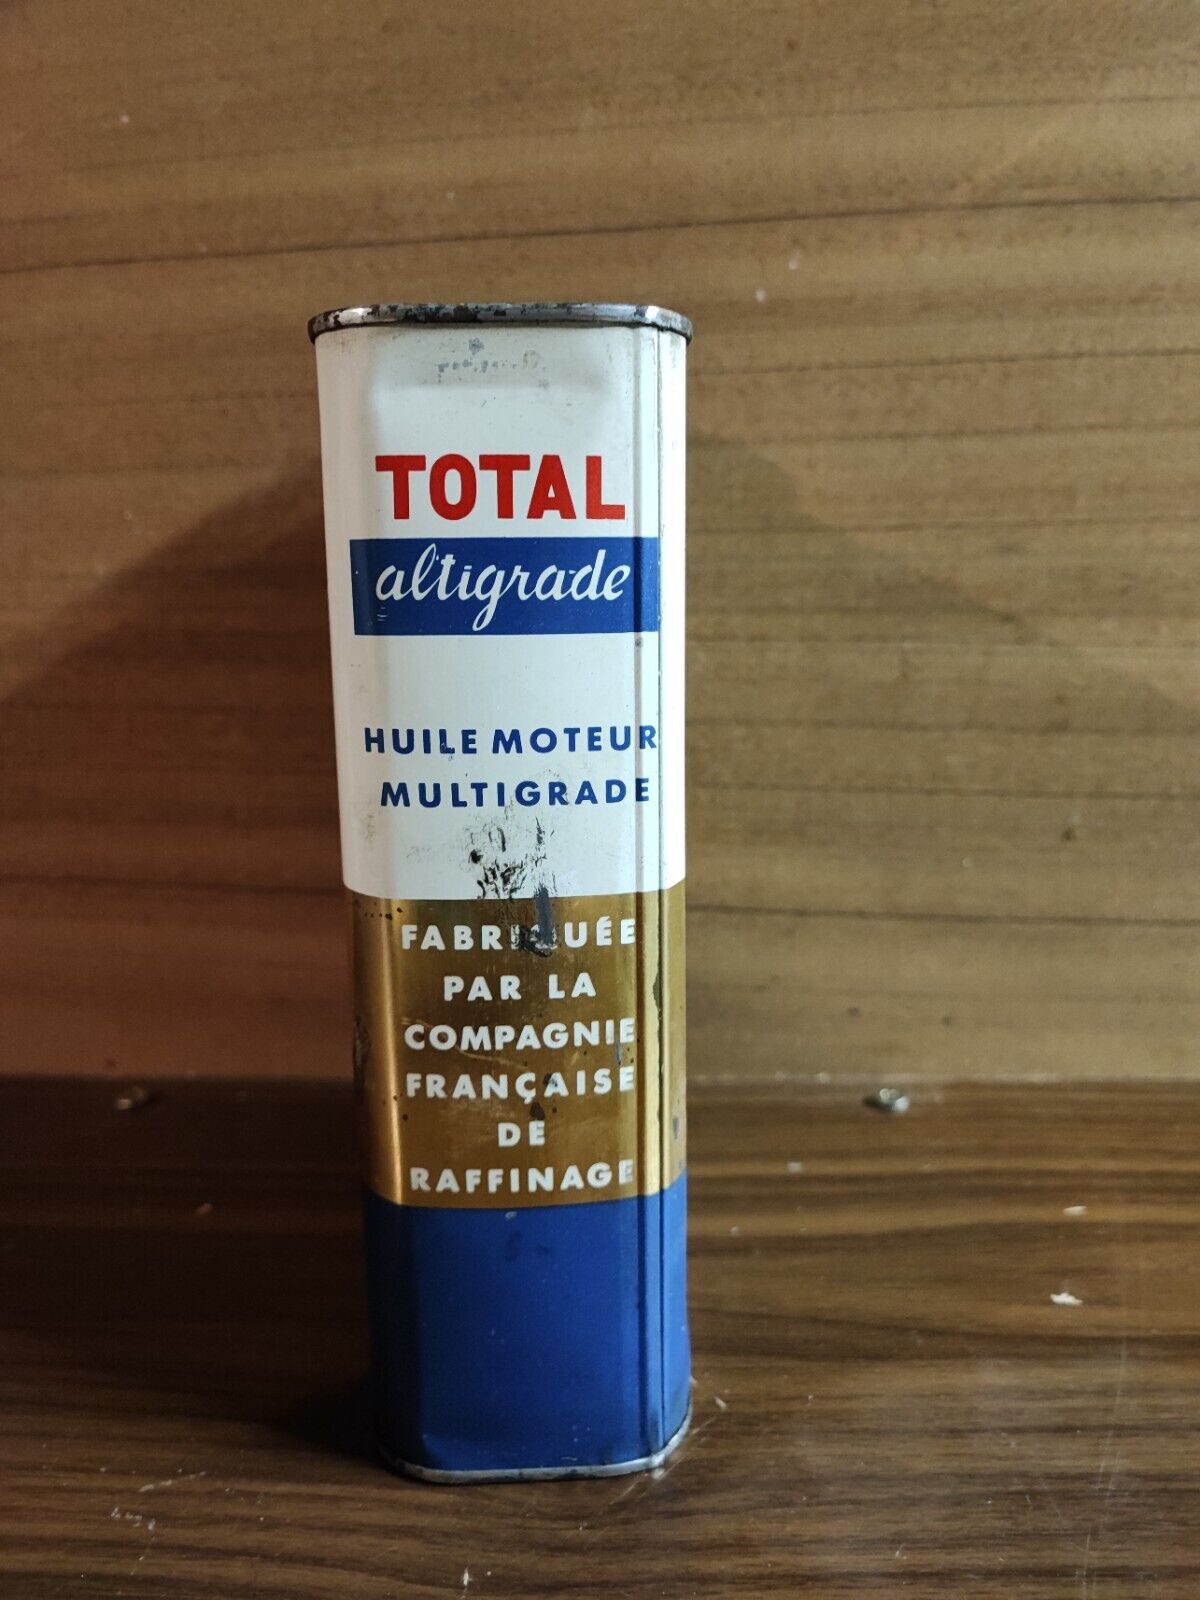 TOTAL
altigrade
HUILE MOTEUR
MULTIGRADE
FABRIQUÉE
PAR LA
COMPAGNIE
FRANÇAISE
DE
RAFFINAGE